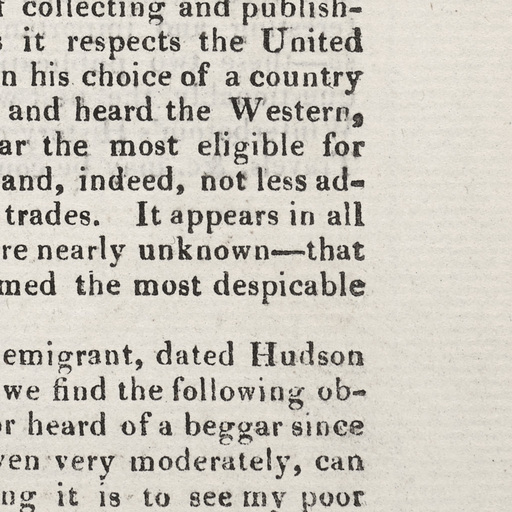 f collecting and publish-
s it respects the United
n his choice of a country
and heard the Western,
ar the most eligible for
and, indeed, not less ad-
trades. It appears in all
re nearly unknown—that
med the most despicable
emigrant, dated Hudson
we find the following ob-
or heard of a beggar since
ven very moderately, can
ng it is to see my poor